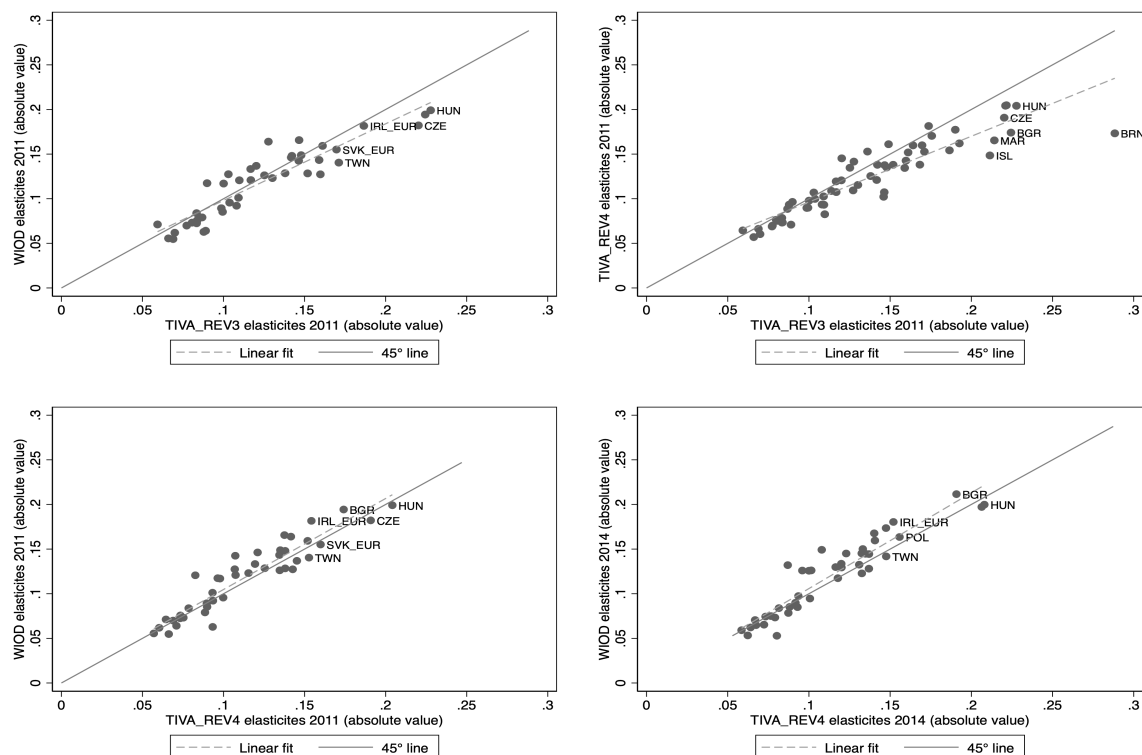 WIOD elasticites 2011 (absolute value)
0 .05 .1 .15 .2 .25 .3
HUN
IRL_EUR
CZE
SVK_EUR
TWN
0 .05 .1 .15 .2 .25 .3
TIVA_REV3 elasticites 2011 (absolute value)
Linear fit 45° line
TIVA_REV4 elasticites 2011 (absolute value)
0 .05 .1 .15 .2 .25 .3
HUN
CZE
BGR
BRN
MAR
ISL
0 .05 .1 .15 .2 .25 .3
TIVA_REV3 elasticites 2011 (absolute value)
Linear fit 45° line
WIOD elasticites 2011 (absolute value)
0 .05 .1 .15 .2 .25 .3
BGR
HUN
IRL_EUR
CZE
SVK_EUR
TWN
0 .05 .1 .15 .2 .25 .3
TIVA_REV4 elasticites 2011 (absolute value)
Linear fit 45° line
WIOD elasticites 2014 (absolute value)
0 .05 .1 .15 .2 .25 .3
BGR
HUN
IRL_EUR
POL
TWN
0 .05 .1 .15 .2 .25 .3
TIVA_REV4 elasticites 2014 (absolute value)
Linear fit 45° line